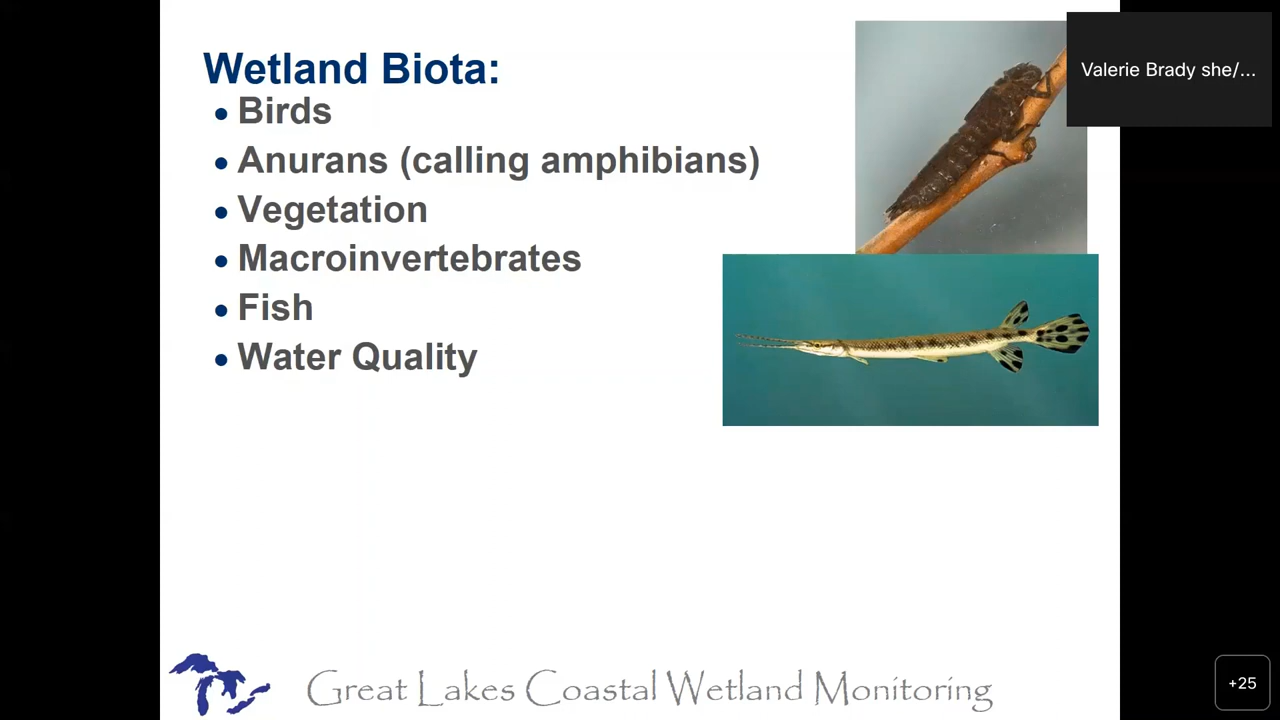 Wetland Biota:
• Birds
• Anurans (calling amphibians)
• Vegetation
• Macroinvertebrates
• Fish
• Water Quality
Valerie Brady she/...
Great Lakes Coastal Wetland Monitoring
+25